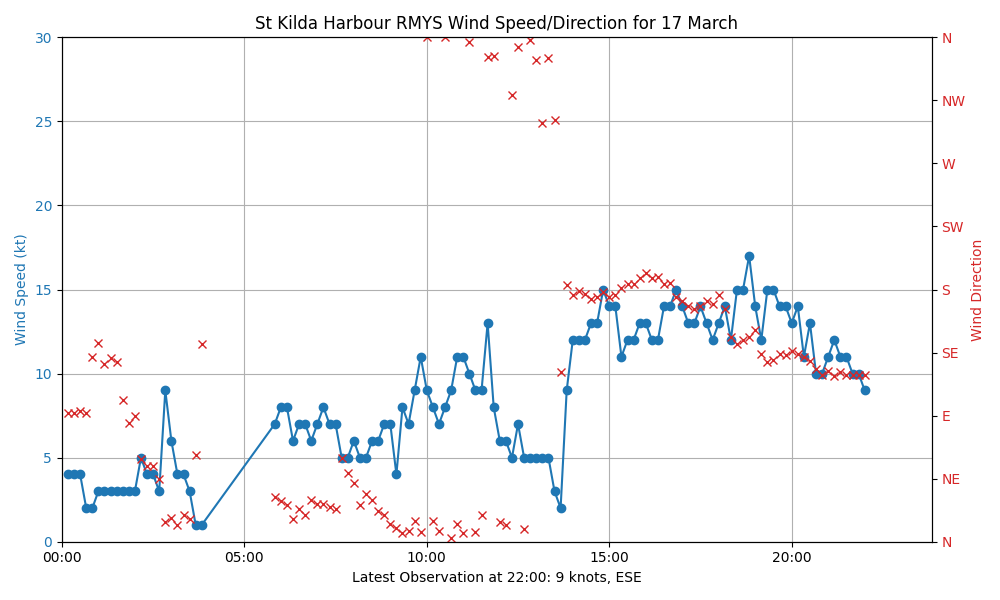 St Kilda Harbour RMYS Wind Speed/Direction for 17 March
30
25
20
15
10
5
0
Wind Speed (kt)
N
NW
W
SW
S
SE
E
NE
N
Wind Direction
00:00
05:00
10:00
15:00
20:00
Latest Observation at 22:00: 9 knots, ESE